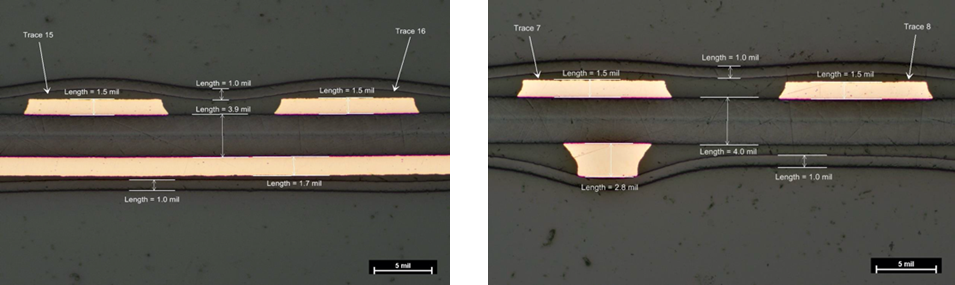 Trace 15
Trace 16
Length = 1.0 mil
Length = 1.5 mil
Length = 1.5 mil
Length = 3.9 mil
Length = 1.7 mil
Length = 1.0 mil
5 mil
Trace 7
Trace 8
Length = 1.0 mil
Length = 1.5 mil
Length = 1.5 mil
Length = 4.0 mil
Length = 1.0 mil
Length = 2.8 mil
5 mil